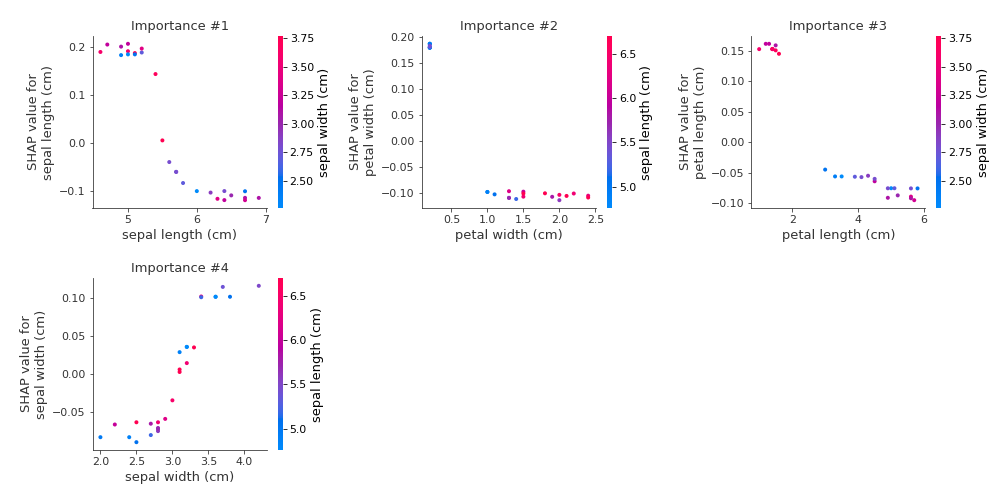 Importance #1
SHAP value for
sepal length (cm)
0.2
0.1
0.0
−0.1
5
6
7
sepal length (cm)
3.75
3.50
3.25
3.00
2.75
2.50
sepal width (cm)
Importance #2
SHAP value for
petal width (cm)
0.20
0.15
0.10
0.05
0.00
−0.05
−0.10
0.5
1.0
1.5
2.0
2.5
petal width (cm)
6.5
6.0
5.5
5.0
sepal length (cm)
Importance #3
SHAP value for
petal length (cm)
0.15
0.10
0.05
0.00
−0.05
−0.10
2
4
6
petal length (cm)
3.75
3.50
3.25
3.00
2.75
2.50
sepal width (cm)
Importance #4
SHAP value for
sepal width (cm)
0.10
0.05
0.00
−0.05
2.0
2.5
3.0
3.5
4.0
sepal width (cm)
6.5
6.0
5.5
5.0
sepal length (cm)